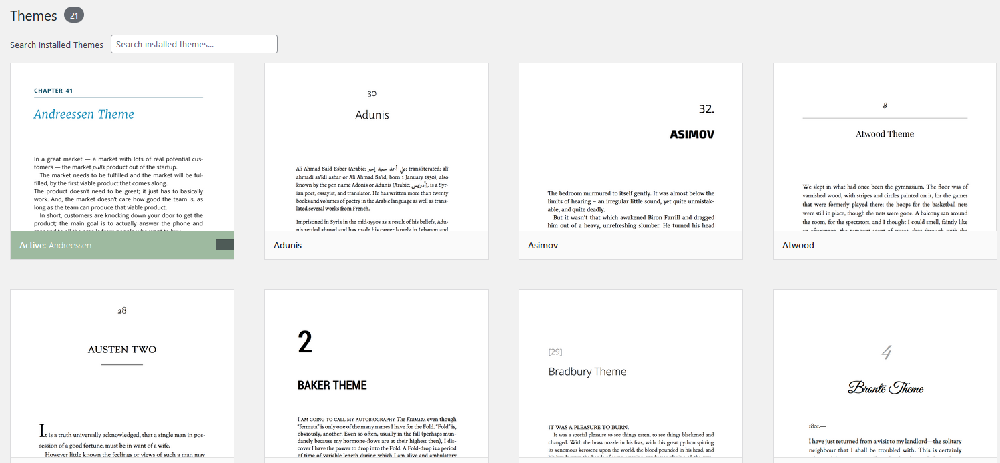 Themes 21
Search Installed Themes Search installed themes...
CHAPTER 41
Andreessen Theme
In a great market — a market with lots of real potential cus-
tomers — the market pulls product out of the startup.
The market needs to be fulfilled and the market will be ful-
filled, by the first viable product that comes along.
The product doesn’t need to be great; it just has to basically
work. And, the market doesn’t care how good the team is, as
long as the team can produce that viable product.
In short, customers are knocking down your door to get the
product; the main goal is to actually answer the phone and
Active: Andreessen
30
Adunis
Ali Ahmad Said Esber (Arabic: علي أحمد سعيد إسبر; transliterated: alî
ahmadi sa'îdi asbar or Ali Ahmad Sa'id; born 1 January 1930), also
known by the pen name Adonis or Adunis (Arabic: أدونيس), is a Syr-
ian poet, essayist, and translator. He has written more than twenty
books and volumes of poetry in the Arabic language as well as trans-
lated several works from French.
Imprisoned in Syria in the mid-1950s as a result of his beliefs, Adu-
nis settled abroad and has made his career largely in Lebanon and
Adunis
32.
ASIMOV
The bedroom murmured to itself gently. It was almost below the
limits of hearing – an irregular little sound, yet quite unmistak-
able, and quite deadly.
But it wasn’t that which awakened Biron Farrill and dragged
him out of a heavy, unrefreshing slumber. He turned his head
Asimov
8
Atwood Theme
We slept in what had once been the gymnasium. The floor was of
varnished wood, with stripes and circles painted on it, for the games
that were formerly played there; the hoops for the basketball nets
were still in place, though the nets were gone. A balcony ran around
the room, for the spectators, and I thought I could smell, faintly like
Atwood
28
AUSTEN TWO
It is a truth universally acknowledged, that a single man in pos-
session of a good fortune, must be in want of a wife.
However little known the feelings or views of such a man may
2
BAKER THEME
I AM GOING TO CALL MY AUTOBIOGRAPHY THE FERMATA even though
“fermata” is only one of the many names I have for the Fold. “Fold” is,
obviously, another. Even so often, usually in the fall (perhaps mun-
danely because my hormone-flows are at their highest then), I dis-
cover I have the power to drop into the Fold. A Fold-drop is a period
of time of variable length during which I am alive and ambulatory
[29]
Bradbury Theme
IT WAS A PLEASURE TO BURN.
It was a special pleasure to see things eaten, to see things blackened and
changed. With the brass nozzle in his fists, with this great python spitting
its venomous kerosene upon the world, the blood pounded in his head, and
4
Brontë Theme
1801.—
I have just returned from a visit to my landlord—the solitary
neighbour that I shall be troubled with. This is certainly